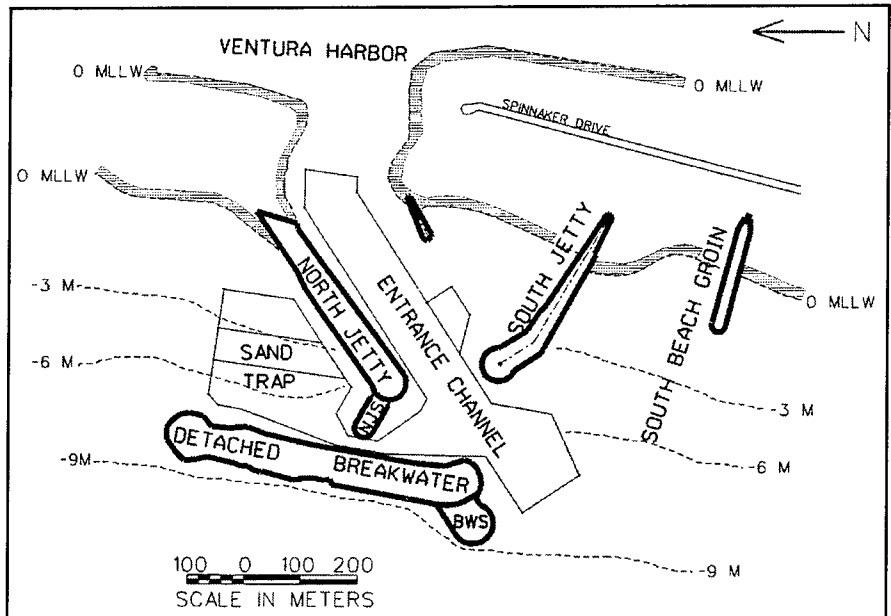 N
VENTURA HARBOR
0 MLLW
0 MLLW
SPINNAKER DRIVE
0 MLLW
SOUTH JETTY
NORTH JETTY
ENTRANCE CHANNEL
SOUTH BEACH GROIN
-3 M
0 MLLW
SAND
TRAP
-6 M
NJS
-3 M
DETACHED BREAKWATER
-9M
-6 M
BWS
-9 M
100 0 100 200
SCALE IN METERS